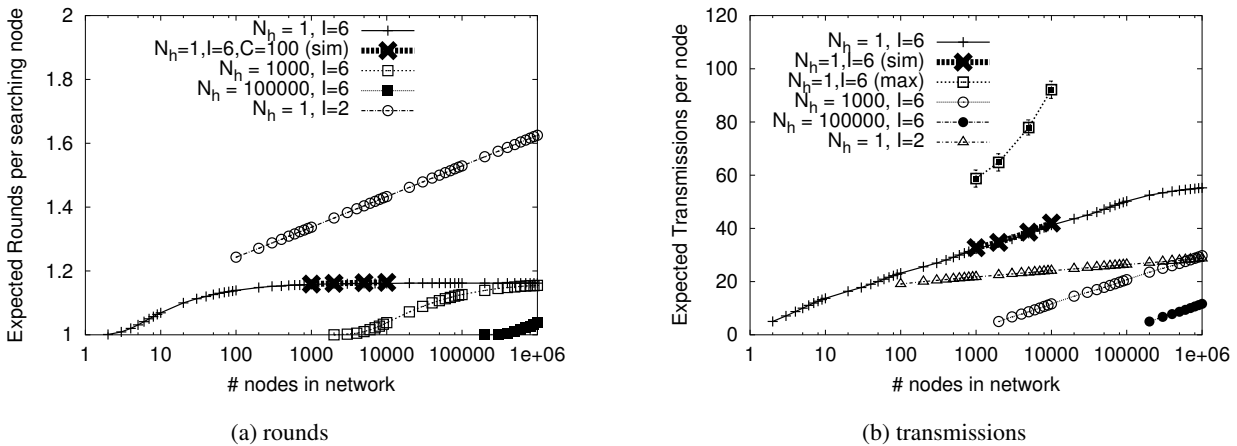 Expected Rounds per searching node
2
1.8
1.6
1.4
1.2
1
N_h = 1, I=6
N_h=1,I=6,C=100 (sim)
N_h = 1000, I=6
N_h = 100000, I=6
N_h = 1, I=2
1 10 100 1000 10000 100000 1e+06
# nodes in network
(a) rounds
Expected Transmissions per node
120
100
80
60
40
20
0
N_h = 1, I=6
N_h=1,I=6 (sim)
N_h=1,I=6 (max)
N_h = 1000, I=6
N_h = 100000, I=6
N_h = 1, I=2
1 10 100 1000 10000 100000 1e+06
# nodes in network
(b) transmissions